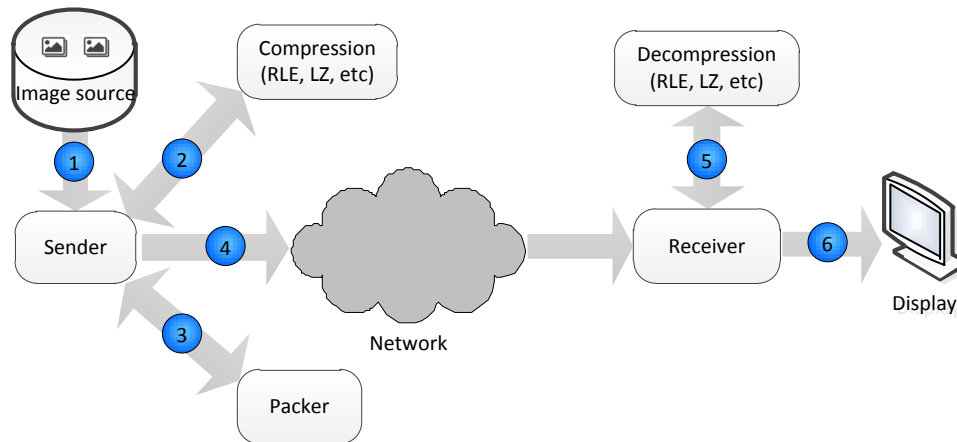 Image source
Compression
(RLE, LZ, etc)
Decompression
(RLE, LZ, etc)
1
2
5
Sender
4
Receiver
6
Display
3
Network
Packer